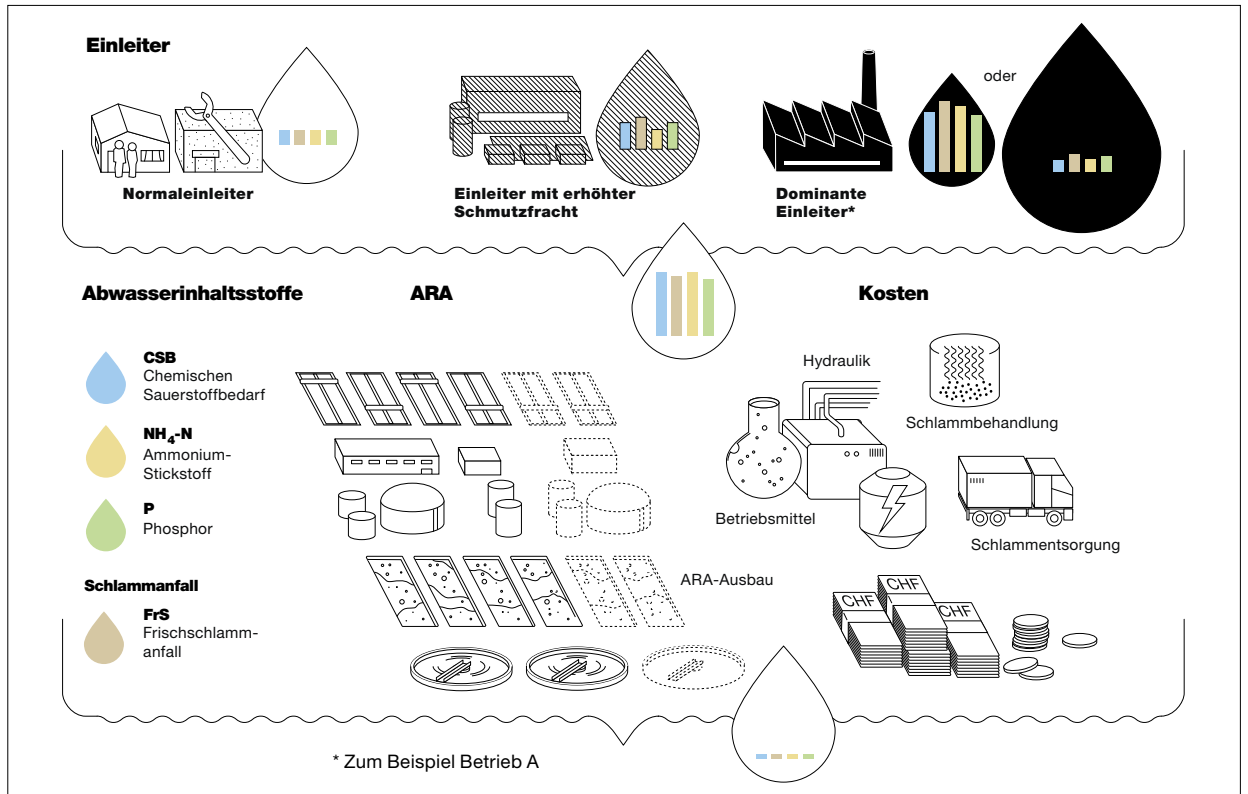 Einleiter
oder
Normaleinleiter
Einleiter mit erhöhter
Schmutzfracht
Dominante
Einleiter*
Abwasserinhaltsstoffe
ARA
Kosten
CSB
Chemischen
Sauerstoffbedarf
NH₄-N
Ammonium-
Stickstoff
P
Phosphor
Schlammanfall
FrS
Frischschlamm-
anfall
ARA-Ausbau
Hydraulik
Schlammbehandlung
Betriebsmittel
Schlammentsorgung
CHF
CHF
CHF
* Zum Beispiel Betrieb A